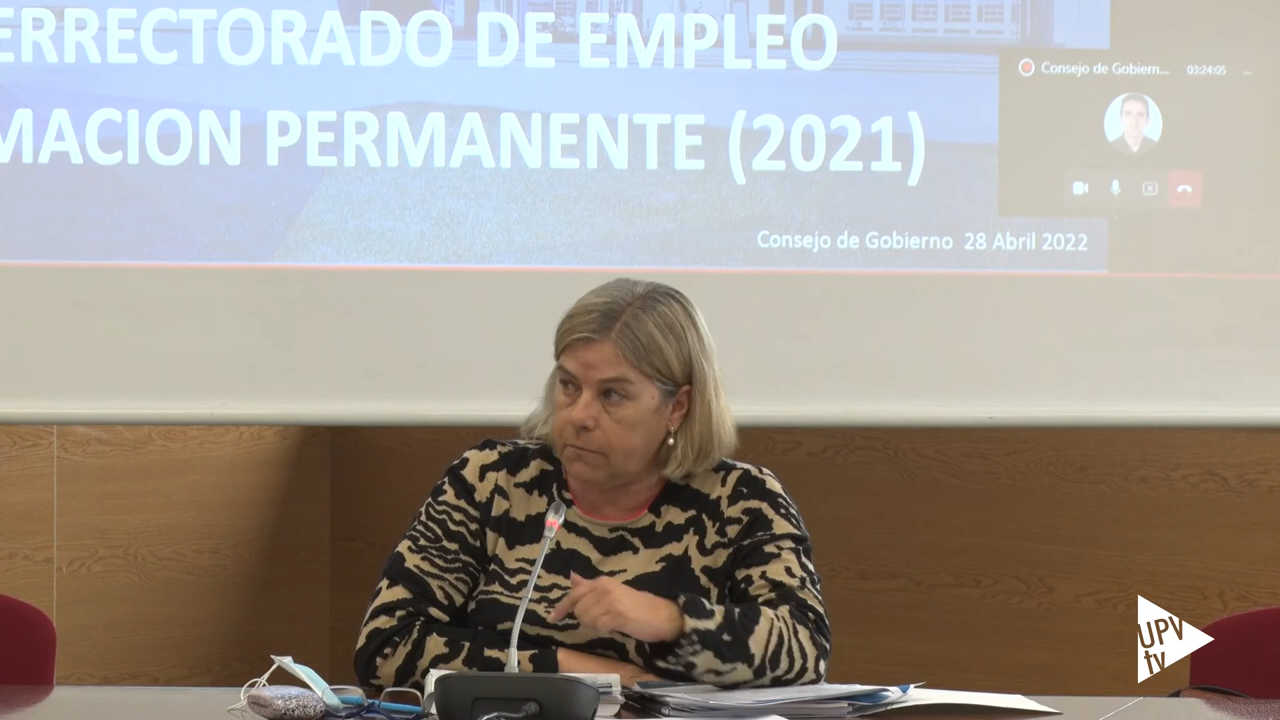 ERRECTORADO DE EMPLEO
MACION PERMANENTE (2021)
Consejo de Gobiern... 03:24:05 ...
Consejo de Gobierno 28 Abril 2022
UPV
tv